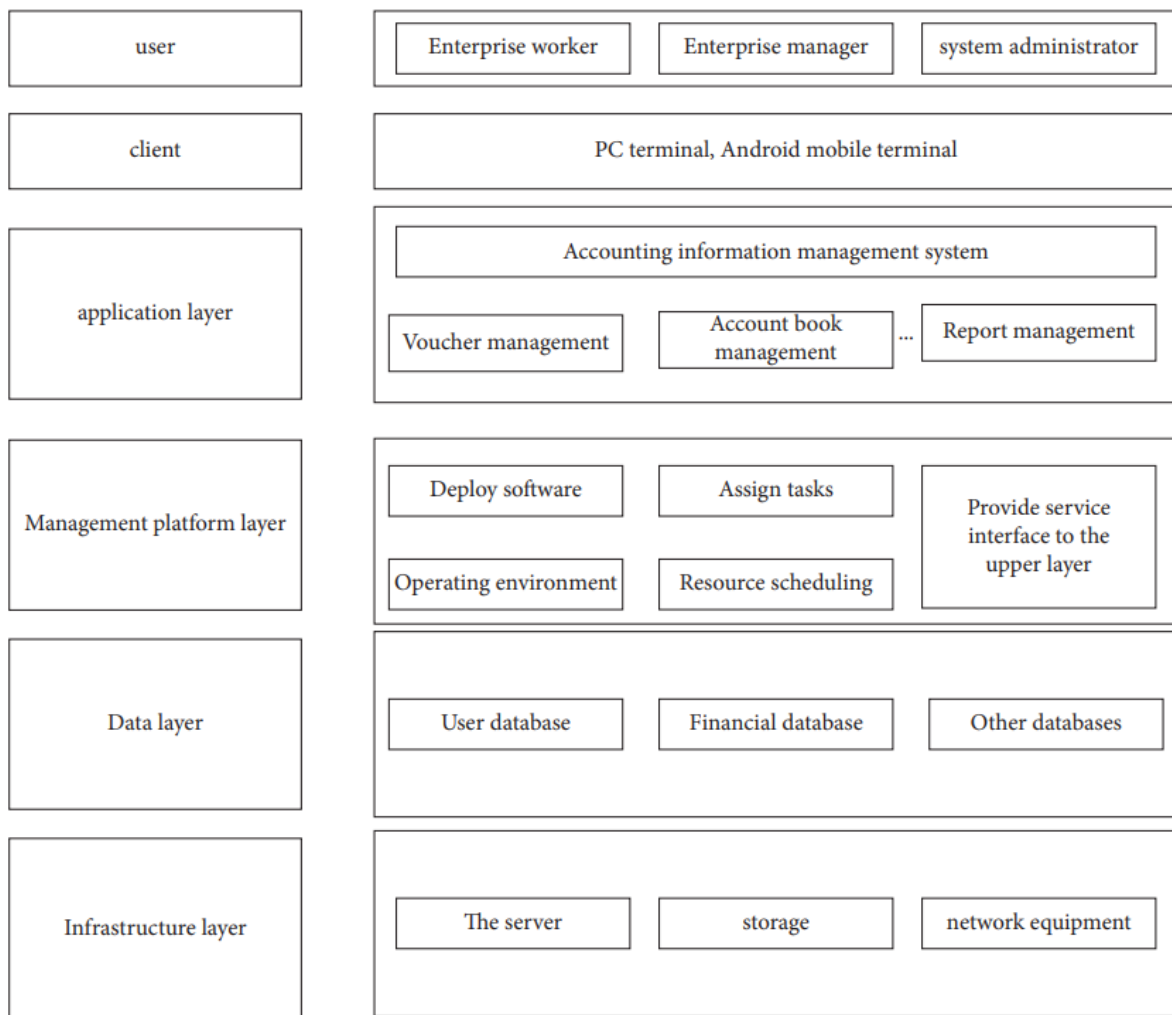 user
Enterprise worker
Enterprise manager
system administrator
client
PC terminal, Android mobile terminal
application layer
Accounting information management system
Voucher management
Account book
management
...
Report management
Management platform layer
Deploy software
Assign tasks
Operating environment
Resource scheduling
Provide service
interface to the
upper layer
Data layer
User database
Financial database
Other databases
Infrastructure layer
The server
storage
network equipment